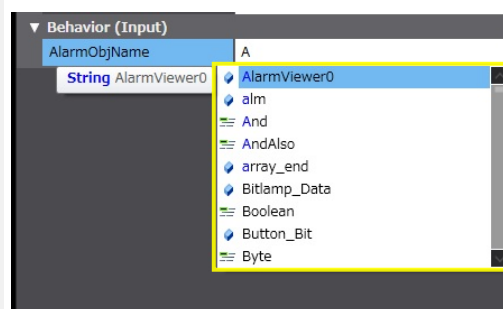 Behavior (Input)
AlarmObjName A
String AlarmViewer0
AlarmViewer0
alm
And
AndAlso
array_end
Bitlamp_Data
Boolean
Button_Bit
Byte